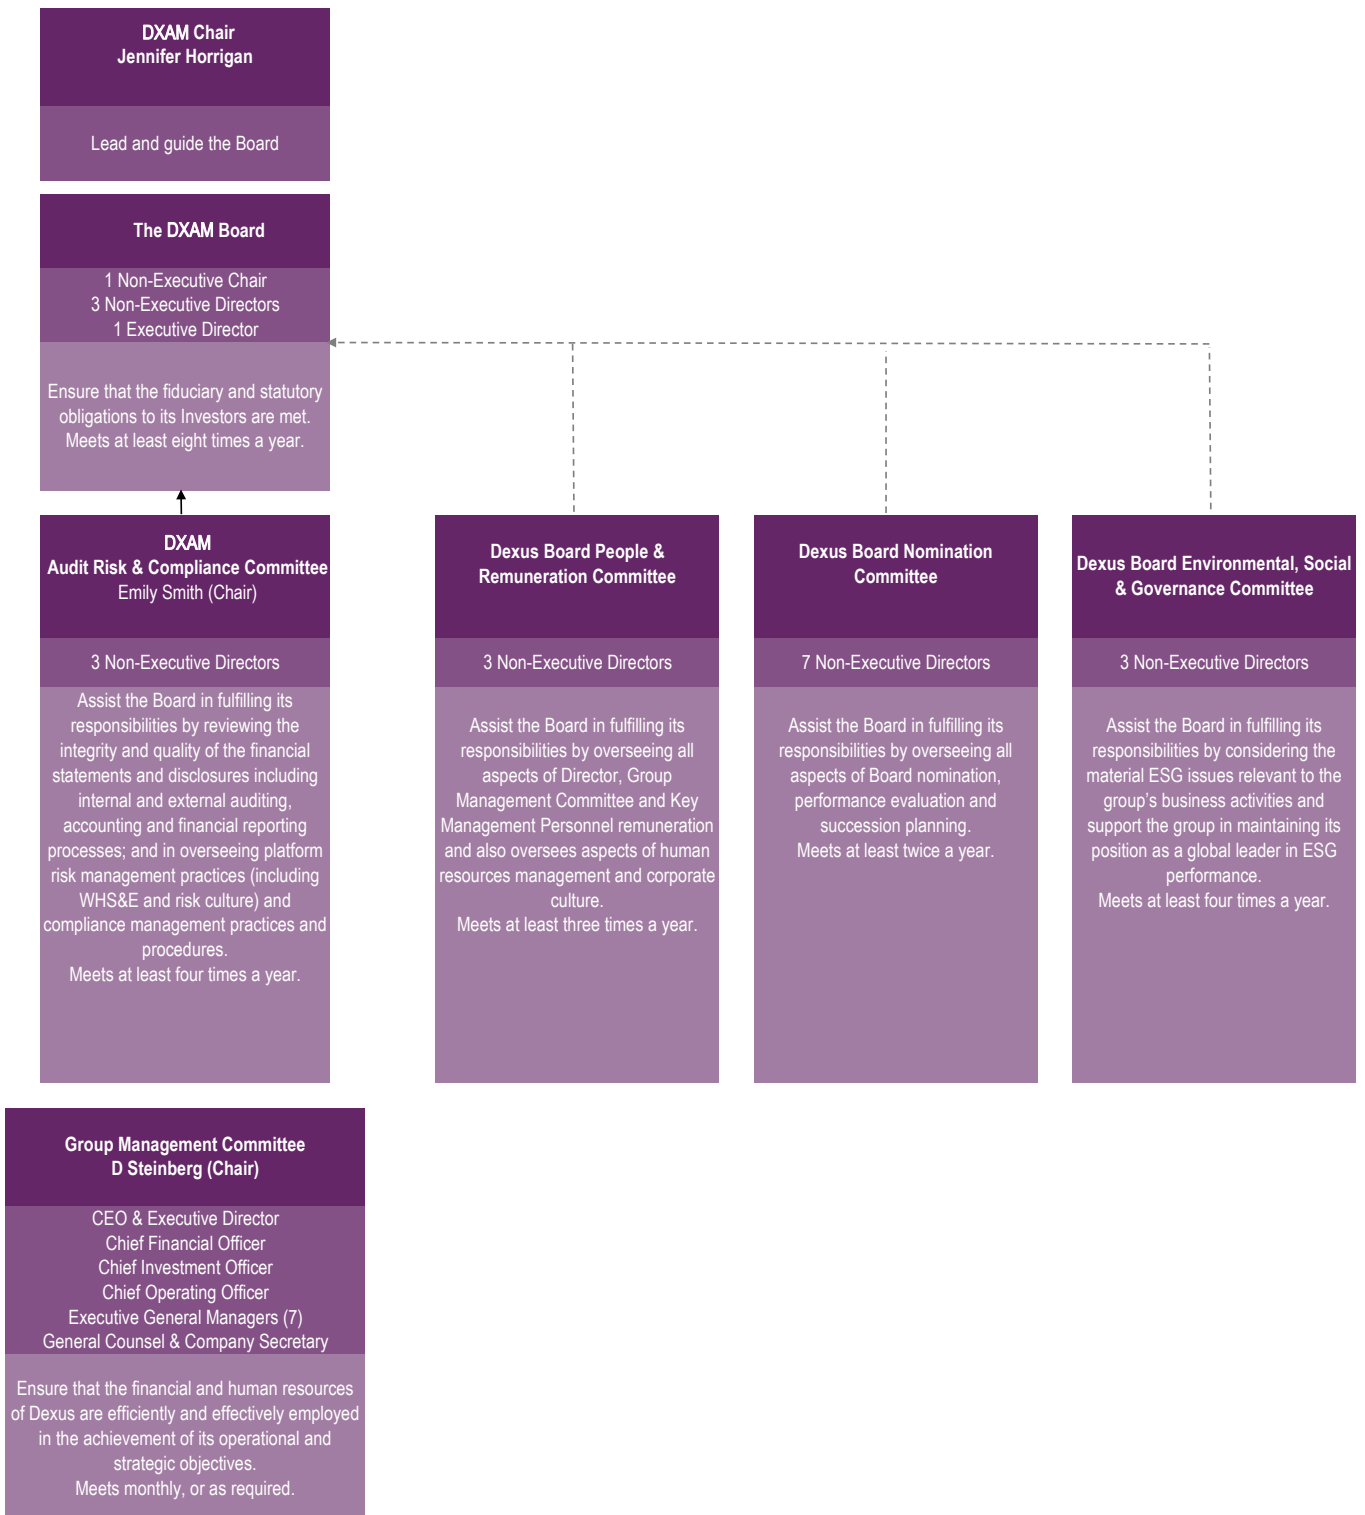 DXAM Chair
Jennifer Horrigan
Lead and guide the Board
The DXAM Board
1 Non-Executive Chair
3 Non-Executive Directors
1 Executive Director
Ensure that the fiduciary and statutory
obligations to its Investors are met.
Meets at least eight times a year.
DXAM
Audit Risk & Compliance Committee
Emily Smith (Chair)
3 Non-Executive Directors
Assist the Board in fulfilling its
responsibilities by reviewing the
integrity and quality of the financial
statements and disclosures including
internal and external auditing,
accounting and financial reporting
processes; and in overseeing platform
risk management practices (including
WHS&E and risk culture) and
compliance management practices and
procedures.
Meets at least four times a year.
Dexus Board People &
Remuneration Committee
3 Non-Executive Directors
Assist the Board in fulfilling its
responsibilities by overseeing all
aspects of Director, Group
Management Committee and Key
Management Personnel remuneration
and also oversees aspects of human
resources management and corporate
culture.
Meets at least three times a year.
Dexus Board Nomination
Committee
7 Non-Executive Directors
Assist the Board in fulfilling its
responsibilities by overseeing all
aspects of Board nomination,
performance evaluation and
succession planning.
Meets at least twice a year.
Dexus Board Environmental, Social
& Governance Committee
3 Non-Executive Directors
Assist the Board in fulfilling its
responsibilities by considering the
material ESG issues relevant to the
group's business activities and
support the group in maintaining its
position as a global leader in ESG
performance.
Meets at least four times a year.
Group Management Committee
D Steinberg (Chair)
CEO & Executive Director
Chief Financial Officer
Chief Investment Officer
Chief Operating Officer
Executive General Managers (7)
General Counsel & Company Secretary
Ensure that the financial and human resources
of Dexus are efficiently and effectively employed
in the achievement of its operational and
strategic objectives.
Meets monthly, or as required.